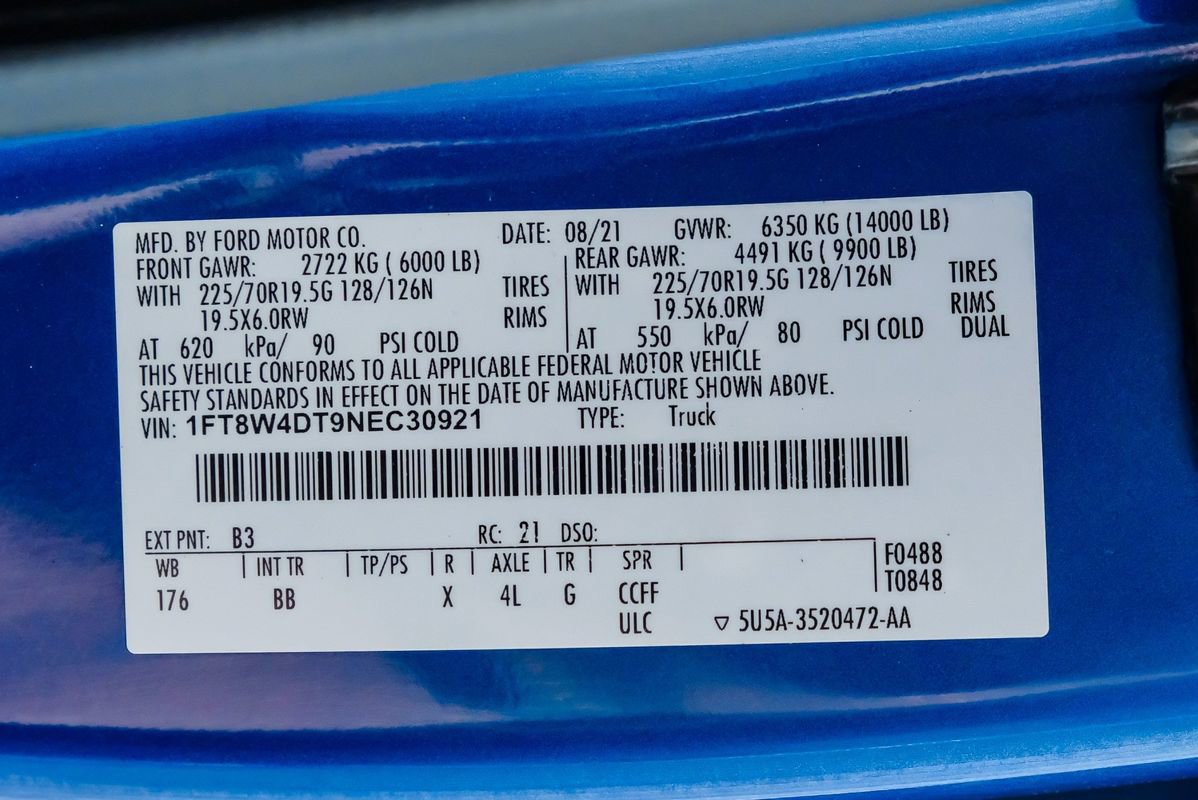 MFD. BY FORD MOTOR CO. DATE: 08/21 GVWR: 6350 KG (14000 LB)
FRONT GAWR: 2722 KG ( 6000 LB) REAR GAWR: 4491 KG ( 9900 LB)
WITH 225/70R19.5G 128/126N TIRES WITH 225/70R19.5G 128/126N TIRES
19.5X6.0RW RIMS 19.5X6.0RW RIMS
AT 620 kPa/ 90 PSI COLD AT 550 kPa/ 80 PSI COLD DUAL
THIS VEHICLE CONFORMS TO ALL APPLICABLE FEDERAL MOTOR VEHICLE
SAFETY STANDARDS IN EFFECT ON THE DATE OF MANUFACTURE SHOWN ABOVE.
VIN: 1FT8W4DT9NEC30921 TYPE: Truck
EXT PNT: B3 RC: 21 DSO:
WB | INT TR | TP/PS | R | AXLE | TR | SPR | F0488
T0848
176 BB X 4L G CCFF
ULC ▽ 5U5A-3520472-AA